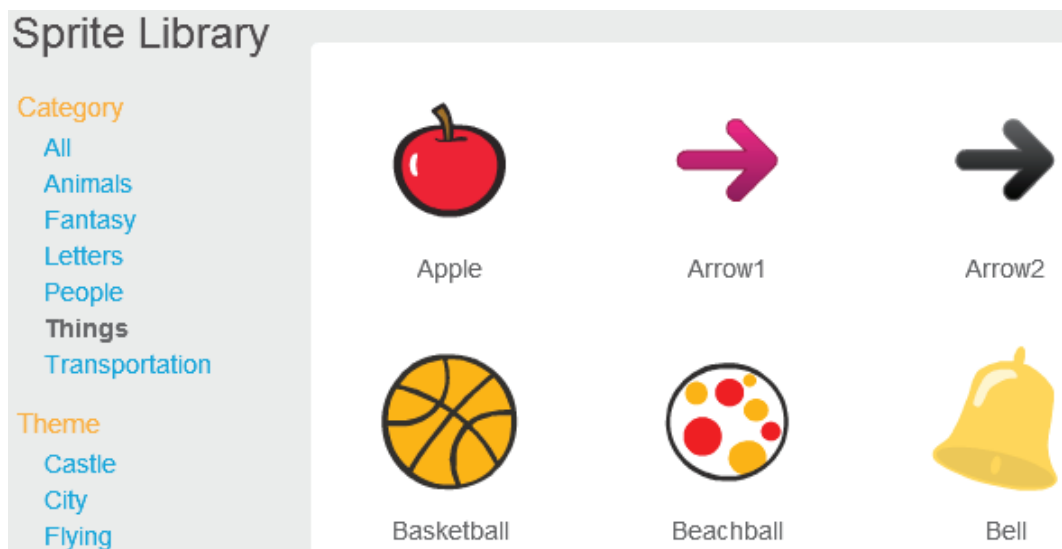 Sprite Library
Category
All
Animals
Fantasy
Letters
People
Things
Transportation
Theme
Castle
City
Flying
Apple Arrow1 Arrow2
Basketball Beachball Bell